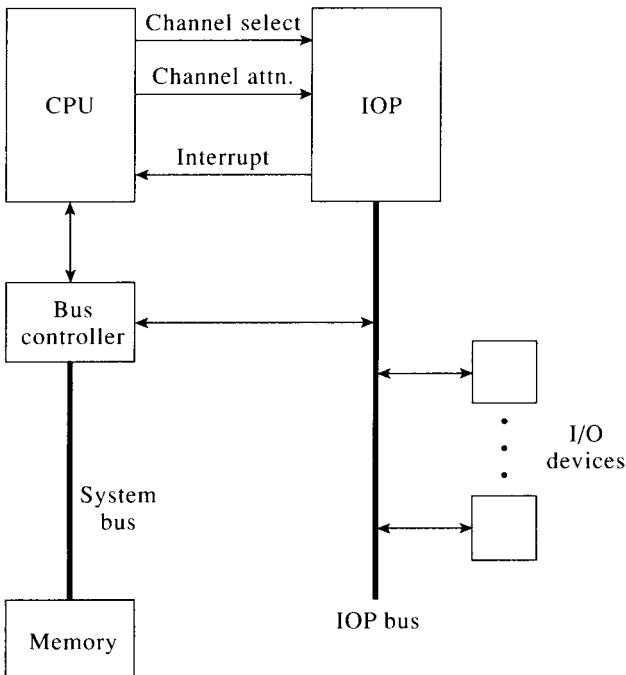 Channel select
Channel attn.
CPU
IOP
Interrupt
Bus
controller
I/O
devices
System
bus
IOP bus
Memory